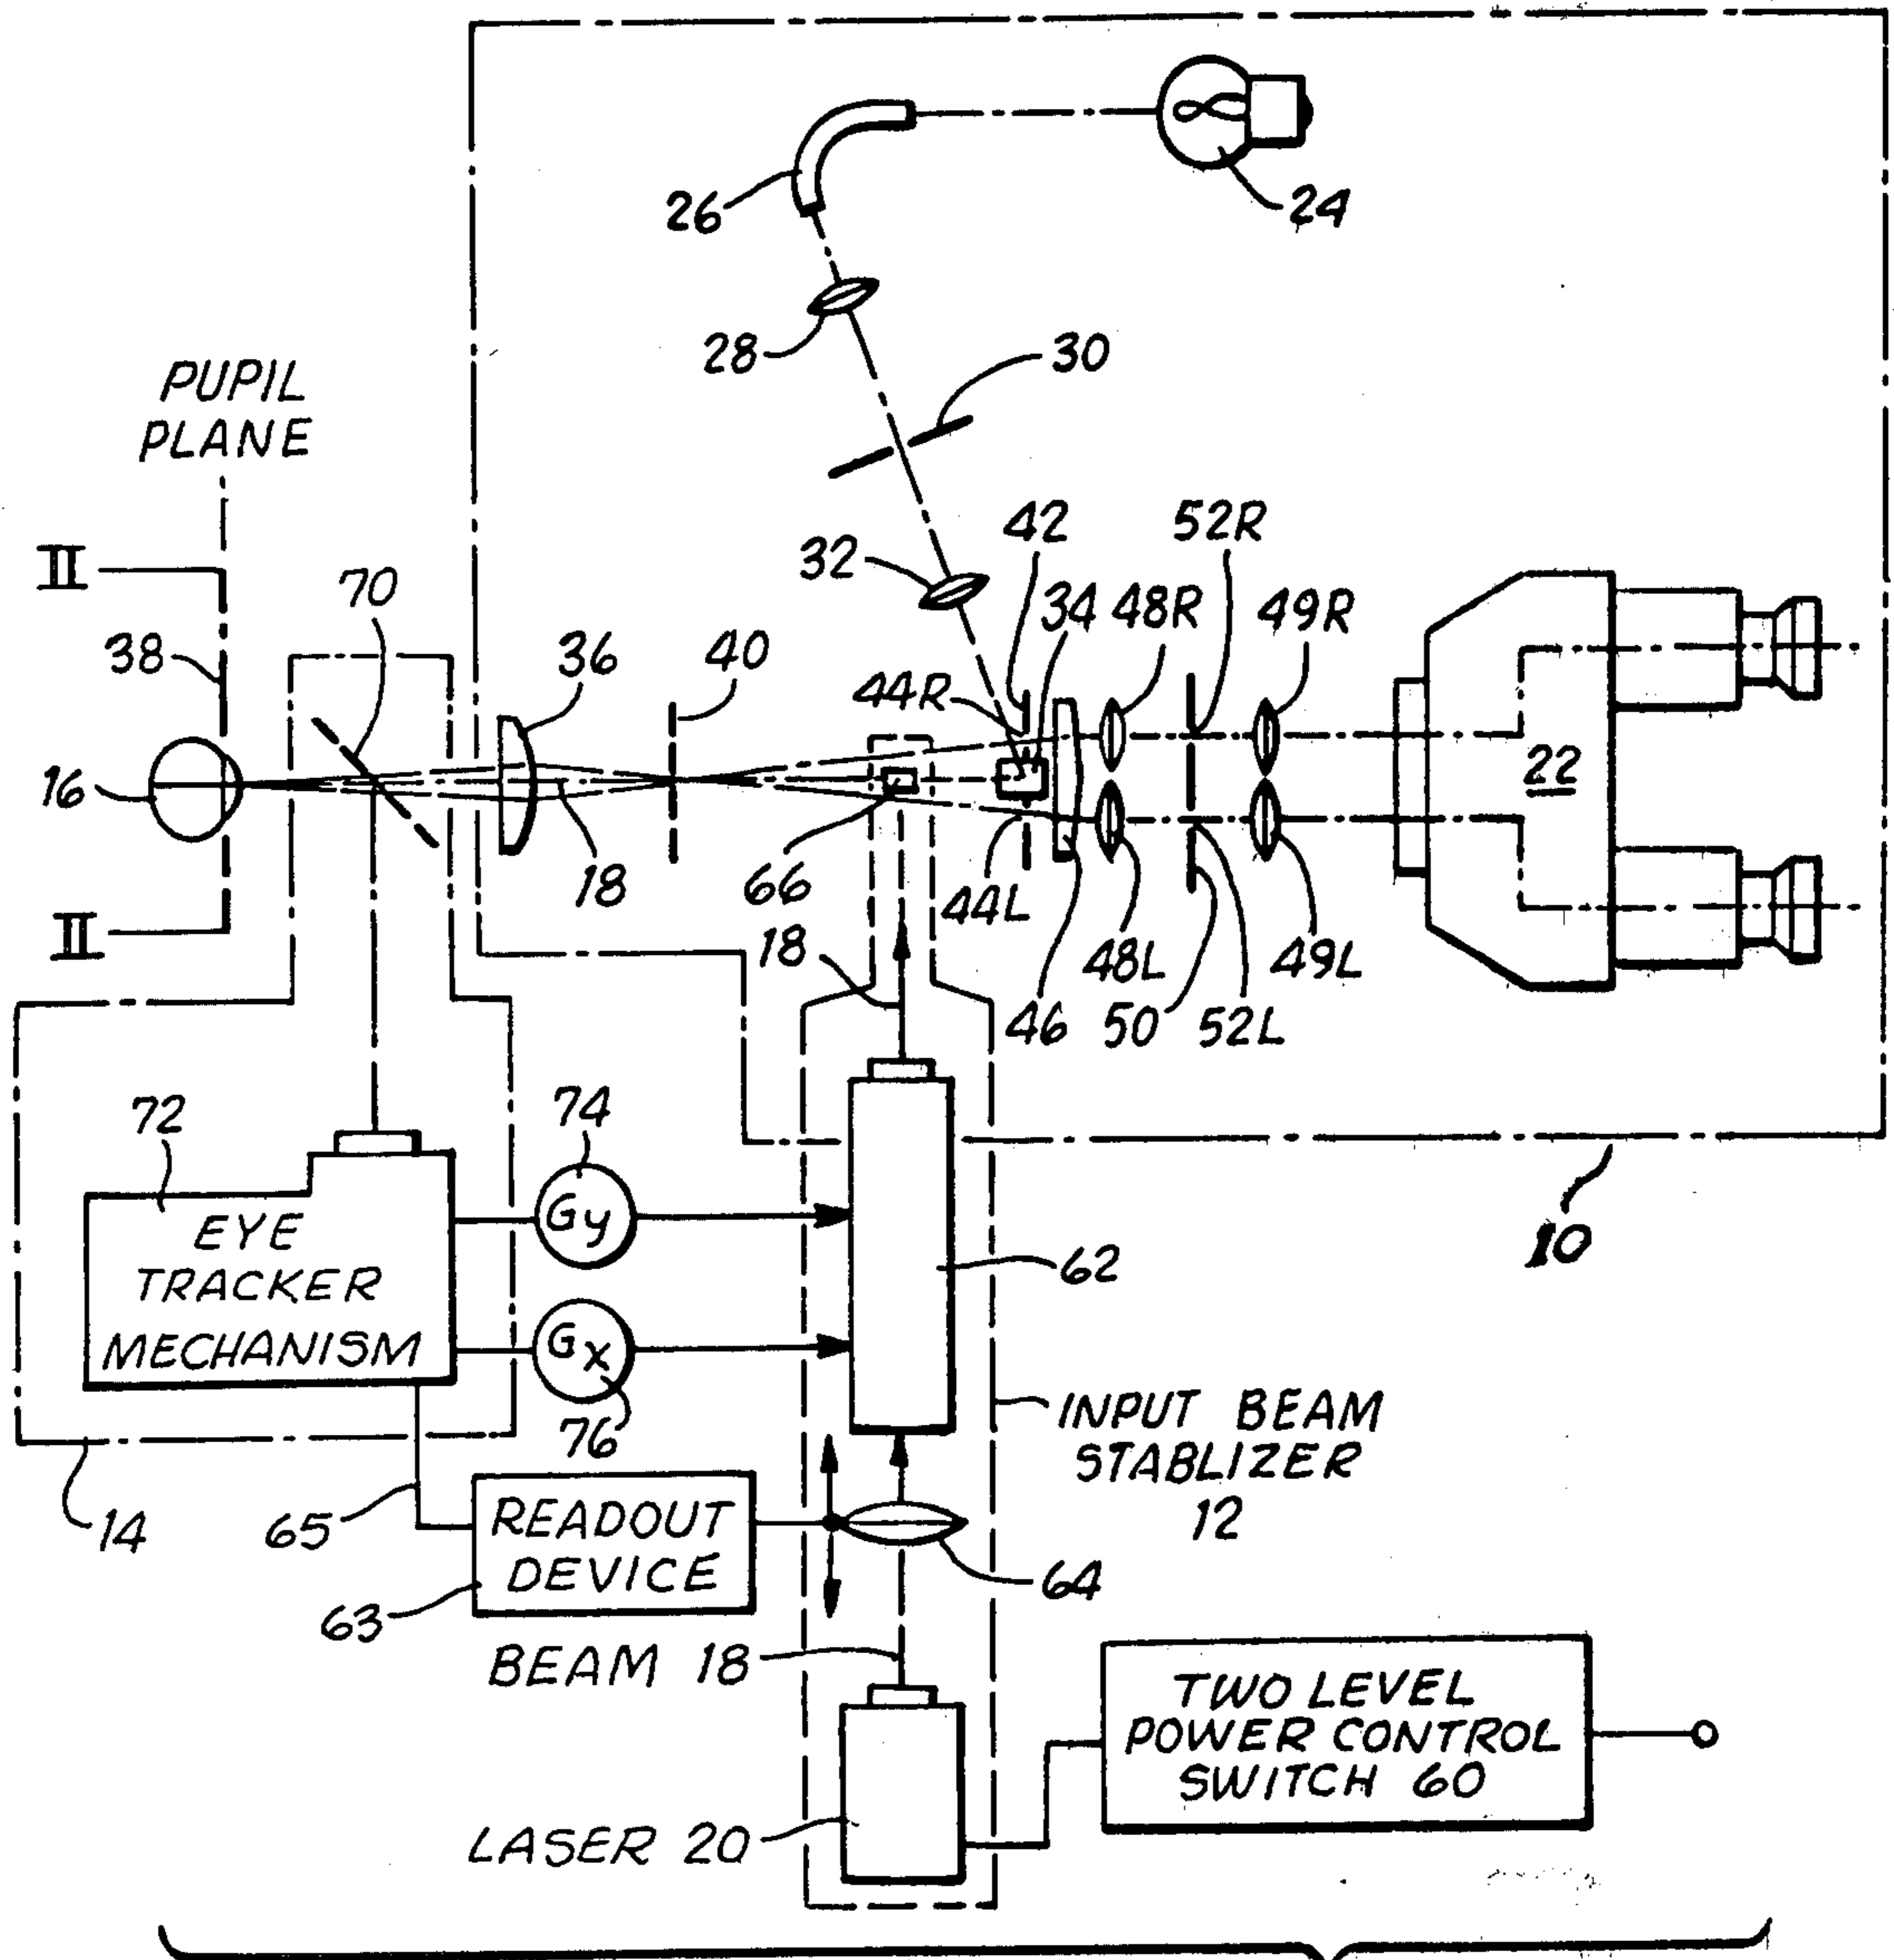 24
26
28
30
PUPIL
PLANE
42
52R
II
70
32
34
48R
49R
38
36
40
44R
16
22
18
66
44L
II
18
48L
49L
46
50
52L
72
74
EYE
TRACKER
MECHANISM
Gy
10
62
Gx
76
INPUT BEAM
STABLIZER
12
14
65
READOUT
DEVICE
64
63
BEAM 18
TWO LEVEL
POWER CONTROL
SWITCH 60
LASER 20